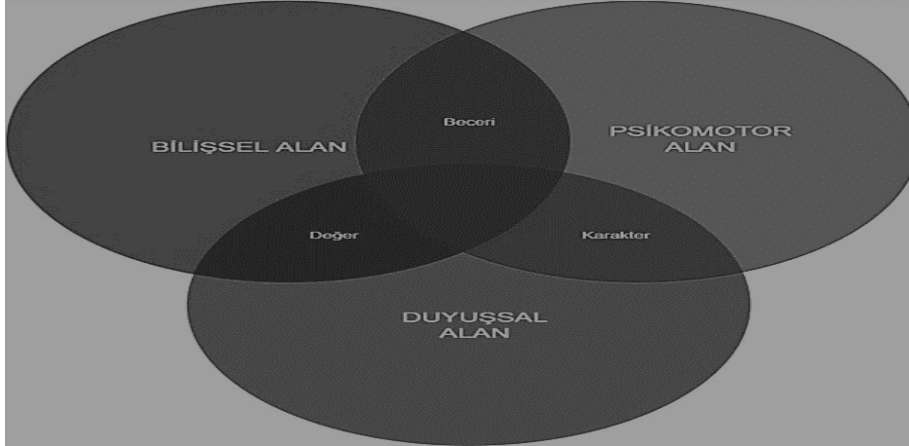 Beceri
BİLİŞSEL ALAN
PSİKOMOTOR
ALAN
Değer
Karakter
DUYUŞSAL
ALAN